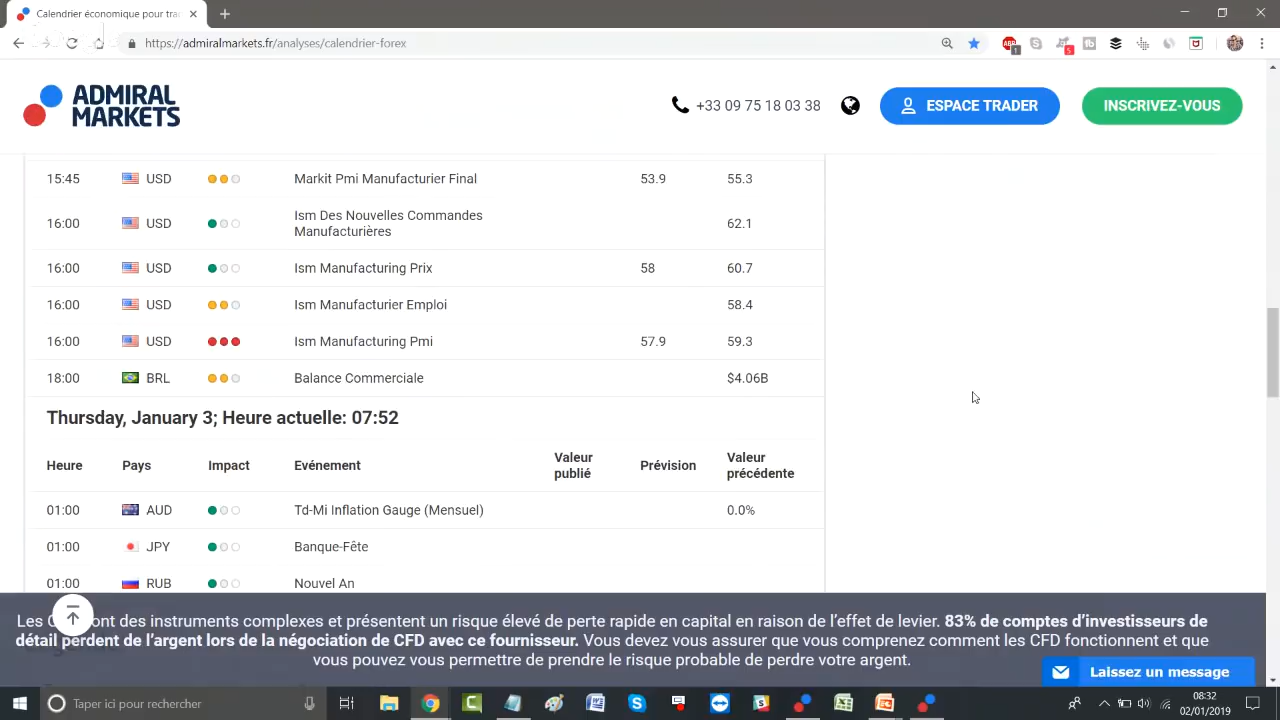 Calendrier économique pour tra
https://admiralmarkets.fr/analyses/calendrier-forex
ADMIRAL
MARKETS
+33 09 75 18 03 38
ESPACE TRADER
INSCRIVEZ-VOUS
15:45 USD Markit Pmi Manufacturier Final 53.9 55.3
16:00 USD Ism Des Nouvelles Commandes
Manufacturières 62.1
16:00 USD Ism Manufacturing Prix 58 60.7
16:00 USD Ism Manufacturier Emploi 58.4
16:00 USD Ism Manufacturing Pmi 57.9 59.3
18:00 BRL Balance Commerciale $4.06B
Thursday, January 3; Heure actuelle: 07:52
Heure Pays Impact Evénement Valeur publié Prévision Valeur précédente
01:00 AUD Td-Mi Inflation Gauge (Mensuel) 0.0%
01:00 JPY Banque-Fête
01:00 RUB Nouvel An
Les ont des instruments complexes et présentent un risque élevé de perte rapide en capital en raison de l'effet de levier. 83% de comptes d'investisseurs de
détail perdent de l'argent lors de la négociation de CFD avec ce fournisseur. Vous devez vous assurer que vous comprenez comment les CFD fonctionnent et que
vous pouvez vous permettre de prendre le risque probable de perdre votre argent.
Laissez un message
Taper ici pour rechercher
08:32
02/01/2019